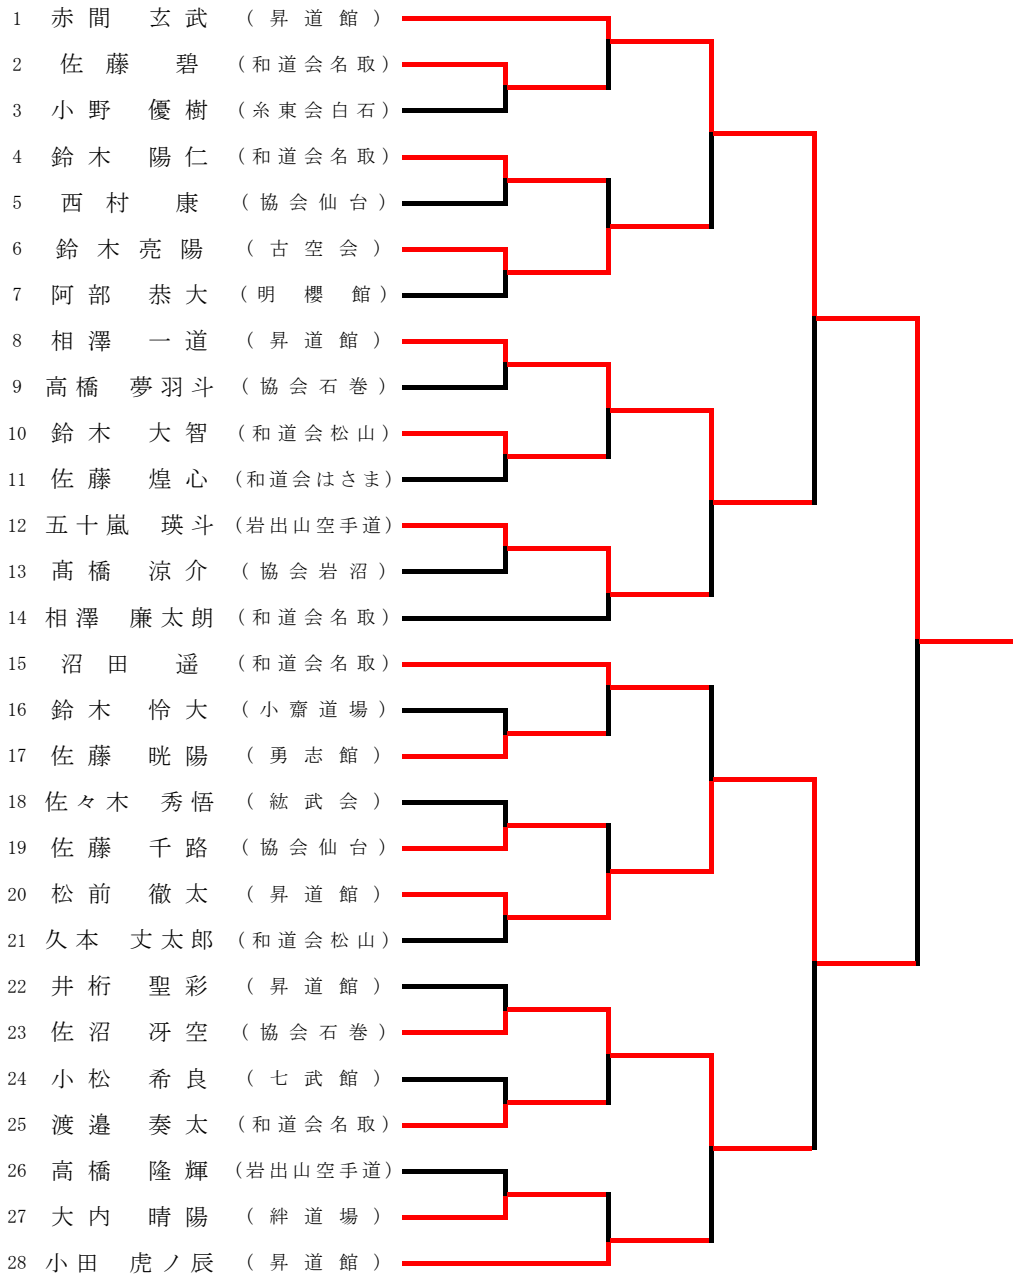 1 赤間 玄武 (昇道館)
2 佐藤 碧 (和道会名取)
3 小野 優樹 (糸東会白石)
4 鈴木 陽仁 (和道会名取)
5 西村 康 (協会仙台)
6 鈴木亮陽 (古空会)
7 阿部 恭大 (明櫻館)
8 相澤 一道 (昇道館)
9 高橋 夢羽斗 (協会石巻)
10 鈴木 大智 (和道会松山)
11 佐藤 煌心 (和道会はさま)
12 五十嵐 瑛斗 (岩出山空手道)
13 髙橋 涼介 (協会岩沼)
14 相澤 廉太朗 (和道会名取)
15 沼田 遥 (和道会名取)
16 鈴木 怜大 (小齋道場)
17 佐藤 晄陽 (勇志館)
18 佐々木 秀悟 (紘武会)
19 佐藤 千路 (協会仙台)
20 松前 徹太 (昇道館)
21 久本 丈太郎 (和道会松山)
22 井桁 聖彩 (昇道館)
23 佐沼 冴空 (協会石巻)
24 小松 希良 (七武館)
25 渡邉 奏太 (和道会名取)
26 高橋 隆輝 (岩出山空手道)
27 大内 晴陽 (絆道場)
28 小田 虎ノ辰 (昇道館)